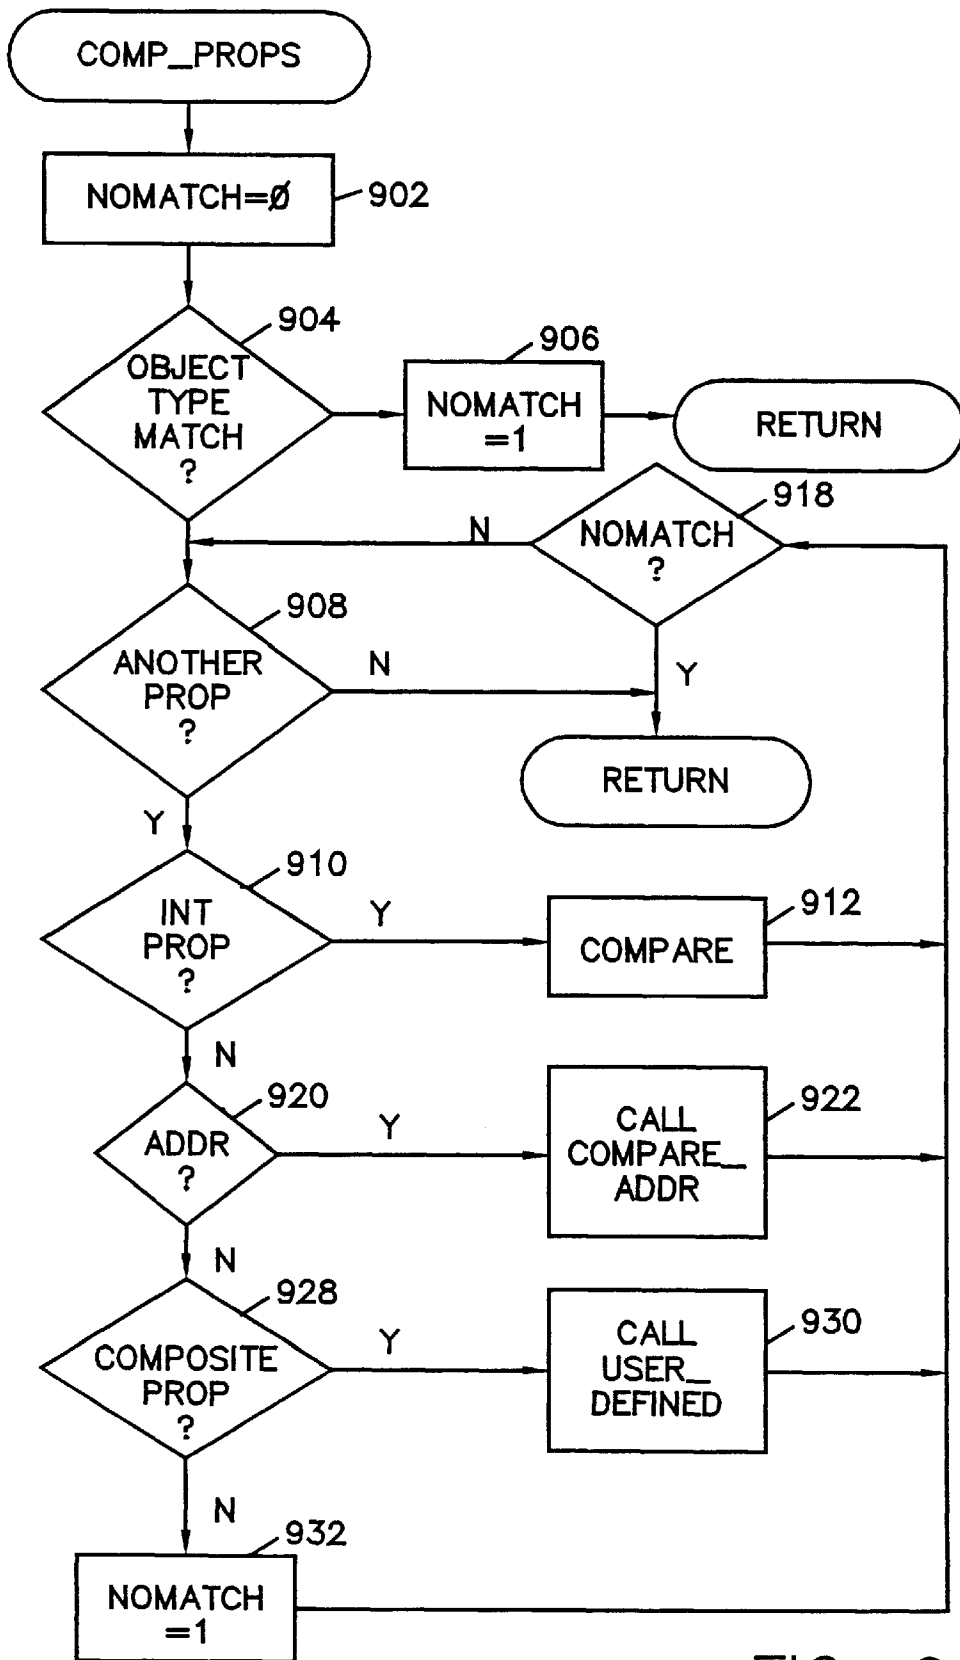 COMP_PROPS
NOMATCH=Ø
902
904
OBJECT
TYPE
MATCH
?
906
NOMATCH
=1
RETURN
918
NOMATCH
?
N
908
ANOTHER
PROP
?
N
Y
RETURN
Y
910
INT
PROP
?
Y
912
COMPARE
N
920
ADDR
?
Y
922
CALL
COMPARE_
ADDR
N
928
COMPOSITE
PROP
?
Y
930
CALL
USER_
DEFINED
N
932
NOMATCH
=1